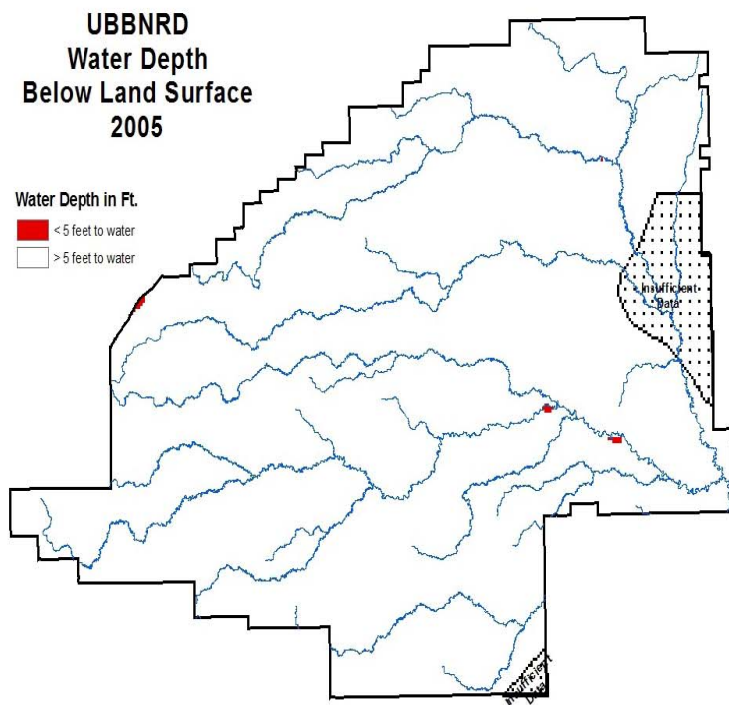 UBBNRD
Water Depth
Below Land Surface
2005
Water Depth in Ft.
< 5 feet to water
> 5 feet to water
Insufficient
Data
Insufficient
Data